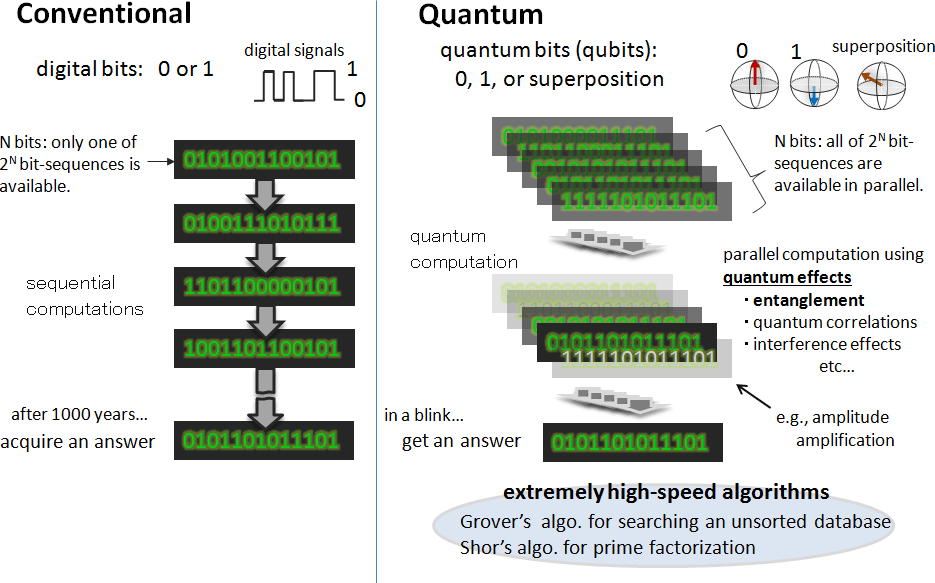 Conventional
digital bits: 0 or 1
digital signals
1
0
N bits: only one of
2^N bit-sequences is
available.
0101001100101
0100111010111
sequential
computations
1101100000101
1001101100101
after 1000 years...
acquire an answer
0101101011101
Quantum
quantum bits (qubits):
0, 1, or superposition
0
1
superposition
1111101011101
N bits: all of 2^N bit-
sequences are
available in parallel.
quantum
computation
parallel computation using
quantum effects
・entanglement
・quantum correlations
・interference effects
etc...
0101101011101
1111101011101
e.g., amplitude
amplification
in a blink...
get an answer
0101101011101
extremely high-speed algorithms
Grover's algo. for searching an unsorted database
Shor's algo. for prime factorization